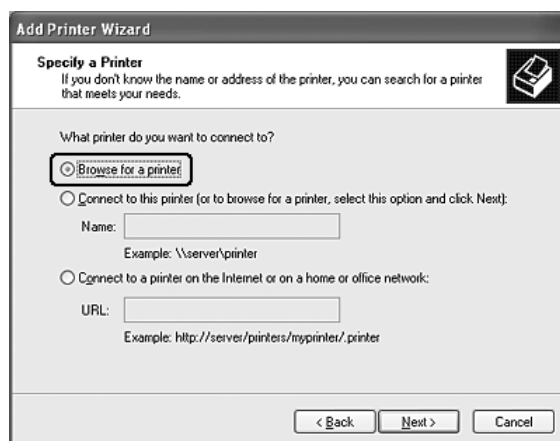 Add Printer Wizard
Specify a Printer
If you don't know the name or address of the printer, you can search for a printer
that meets your needs.
What printer do you want to connect to?
Browse for a printer
Connect to this printer (or to browse for a printer, select this option and click Next):
Name:
Example: \\server\printer
Connect to a printer on the Internet or on a home or office network:
URL:
Example: http://server/printers/myprinter/.printer
< Back Next > Cancel